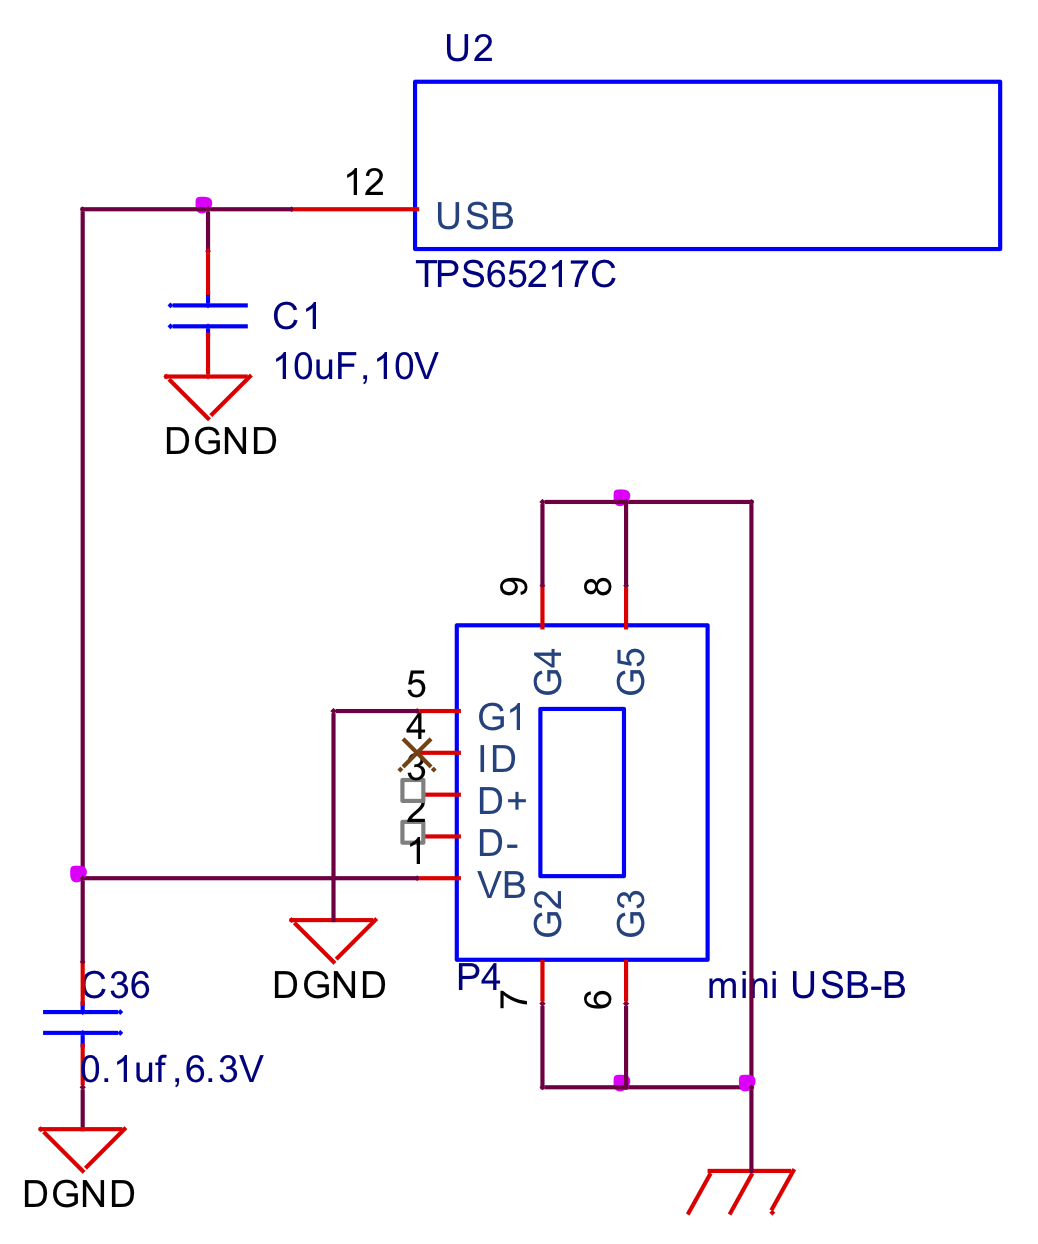 U2
12
USB
TPS65217C
C1
10uF,10V
DGND
9
8
G4
G5
5
G1
4
ID
3
D+
2
D-
1
VB
G2
G3
P4
C36
DGND
7
6
mini USB-B
0.1uf,6.3V
DGND